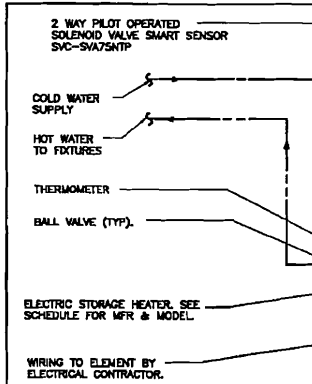 2 WAY PILOT OPERATED
SOLENOID VALVE SMART SENSOR
SVC-SVA75NTP
COLD WATER
SUPPLY
HOT WATER
TO FIXTURES
THERMOMETER
BALL VALVE (TYP).
ELECTRIC STORAGE HEATER. SEE
SCHEDULE FOR MFR & MODEL.
WIRING TO ELEMENT BY
ELECTRICAL CONTRACTOR.